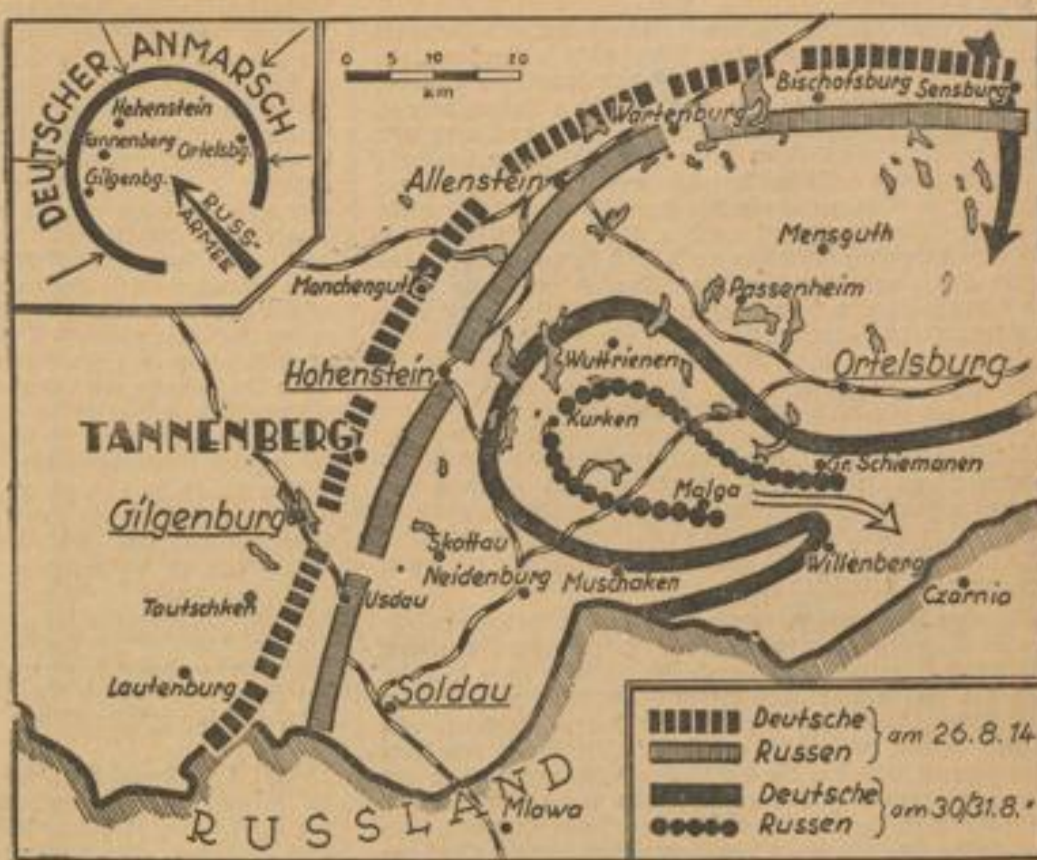 DEUTSCHER ANMARSCH
Hehenstein
Tannenberg
Ortelsbg.
Gilgenbg.
RUSS-
ARMEE
0 5 10 20
km
Bischofsburg
Sensburg
Wartenburg
Allenstein
Mensguth
Manchengut
Passenheim
Hohenstein
Wuttrienen
Ortelsburg
Kurken
TANNENBERG
Gr. Schiemanen
Malga
Gilgenburg
Skottau
Neidenburg
Muschaken
Willenberg
Czarnia
Tautschken
Usdau
Lautenburg
Soldau
RUSSLAND
Mlawa
Deutsche
Russen
am 26.8.14
Deutsche
Russen
am 30/31.8.